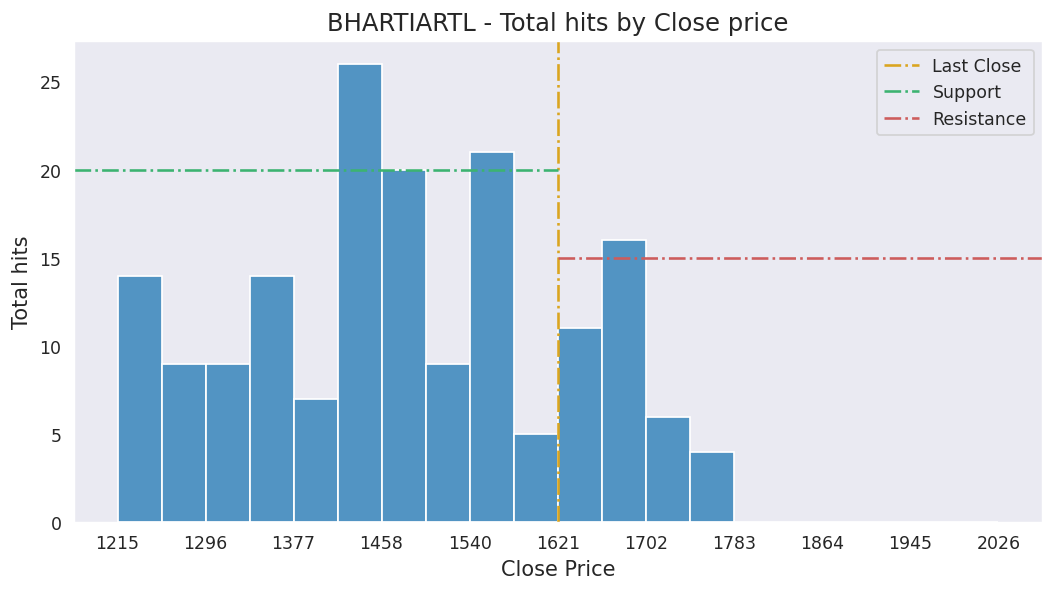 BHARTIARTL - Total hits by Close price
Last Close
Support
Resistance
Total hits
25
20
15
10
5
0
1215 1296 1377 1458 1540 1621 1702 1783 1864 1945 2026
Close Price